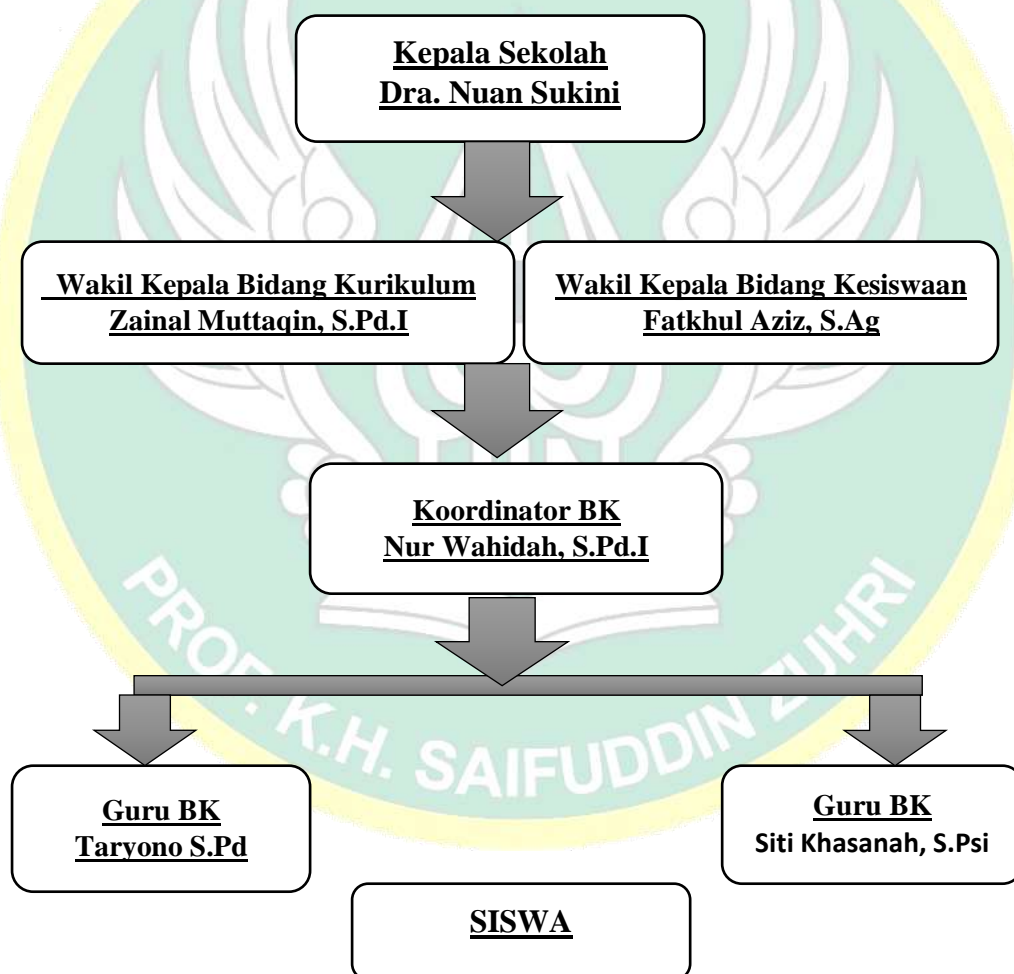 Kepala Sekolah
Dra. Nuan Sukini
Wakil Kepala Bidang Kurikulum
Zainal Muttaqin, S.Pd.I
Wakil Kepala Bidang Kesiswaan
Fatkhul Aziz, S.Ag
Koordinator BK
Nur Wahidah, S.Pd.I
PROF. K.H. SAIFUDDIN ZUHRI
Guru BK
Taryono S.Pd
Guru BK
Siti Khasanah, S.Psi
SISWA